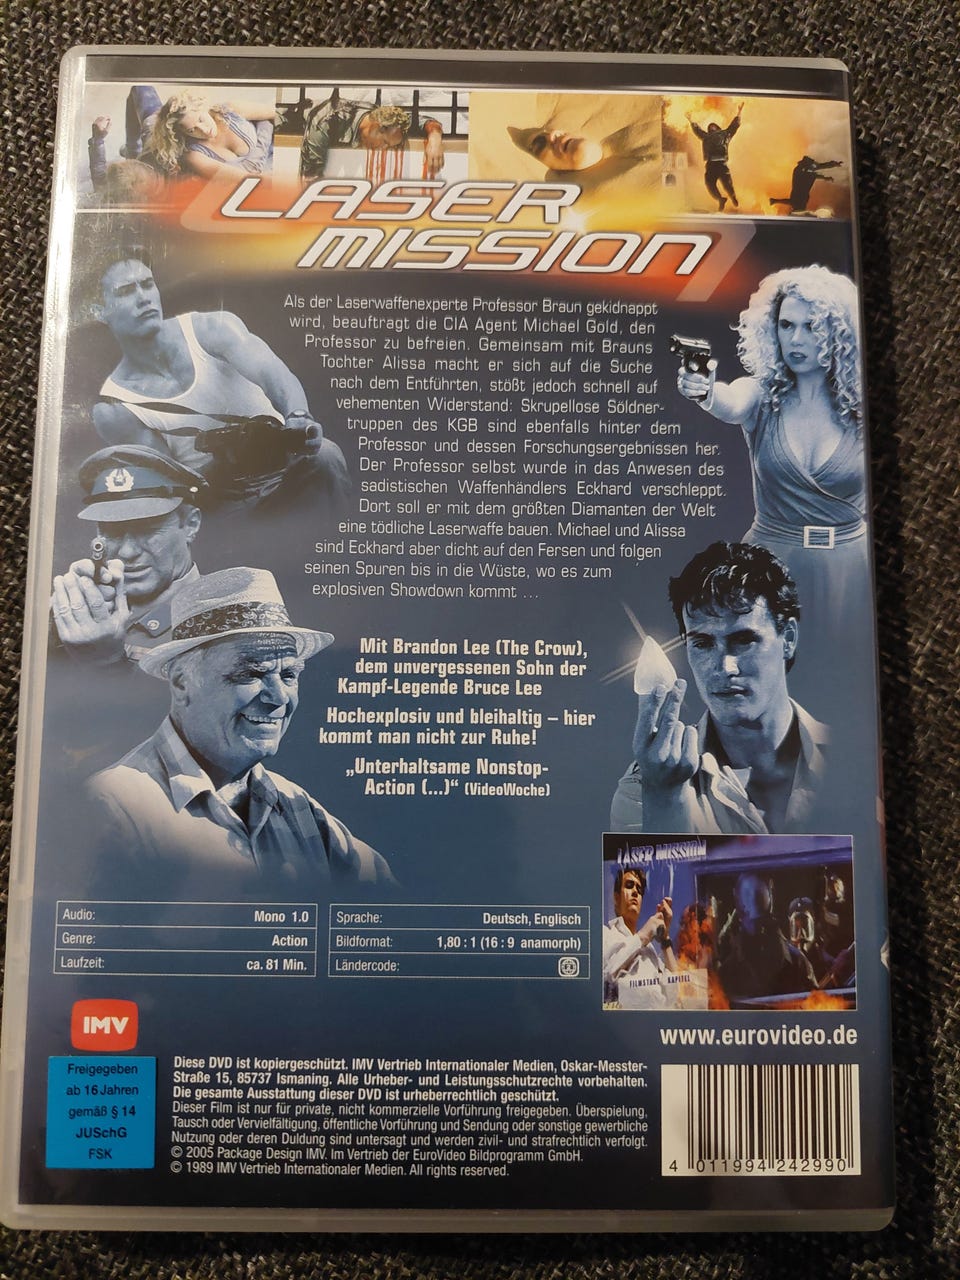 LASER
MISSION
Als der Laserwaffenexperte Professor Braun gekidnappt
wird, beauftragt die CIA Agent Michael Gold, den
Professor zu befreien. Gemeinsam mit Brauns
Tochter Alissa macht er sich auf die Suche
nach dem Entführten, stößt jedoch schnell auf
vehementen Widerstand: Skrupellose Söldner-
truppen des KGB sind ebenfalls hinter dem
Professor und dessen Forschungsergebnissen her.
Der Professor selbst wurde in das Anwesen des
sadistischen Waffenhändlers Eckhard verschleppt.
Dort soll er mit dem größten Diamanten der Welt
eine tödliche Laserwaffe bauen. Michael und Alissa
sind Eckhard aber dicht auf den Fersen und folgen
seinen Spuren bis in die Wüste, wo es zum
explosiven Showdown kommt ...
Mit Brandon Lee (The Crow),
dem unvergessenen Sohn der
Kampf-Legende Bruce Lee
Hochexplosiv und bleihaltig – hier
kommt man nicht zur Ruhe!
„Unterhaltsame Nonstop-
Action (...)“ (VideoWoche)
LASER MISSION
FILMSTART KAPITEL
Audio: Mono 1.0
Genre: Action
Laufzeit: ca. 81 Min.
Sprache: Deutsch, Englisch
Bildformat: 1,80 : 1 (16 : 9 anamorph)
Ländercode: 2
IMV
www.eurovideo.de
Freigegeben
ab 16 Jahren
gemäß § 14
JUSchG
FSK
Diese DVD ist kopiergeschützt. IMV Vertrieb Internationaler Medien, Oskar-Messter-
Straße 15, 85737 Ismaning. Alle Urheber- und Leistungsschutzrechte vorbehalten.
Die gesamte Ausstattung dieser DVD ist urheberrechtlich geschützt.
Dieser Film ist nur für private, nicht kommerzielle Vorführung freigegeben. Überspielung,
Tausch oder Vervielfältigung, öffentliche Vorführung und Sendung oder sonstige gewerbliche
Nutzung oder deren Duldung sind untersagt und werden zivil- und strafrechtlich verfolgt.
© 2005 Package Design IMV. Im Vertrieb der EuroVideo Bildprogramm GmbH.
© 1989 IMV Vertrieb Internationaler Medien. All rights reserved.
4 011994 242990